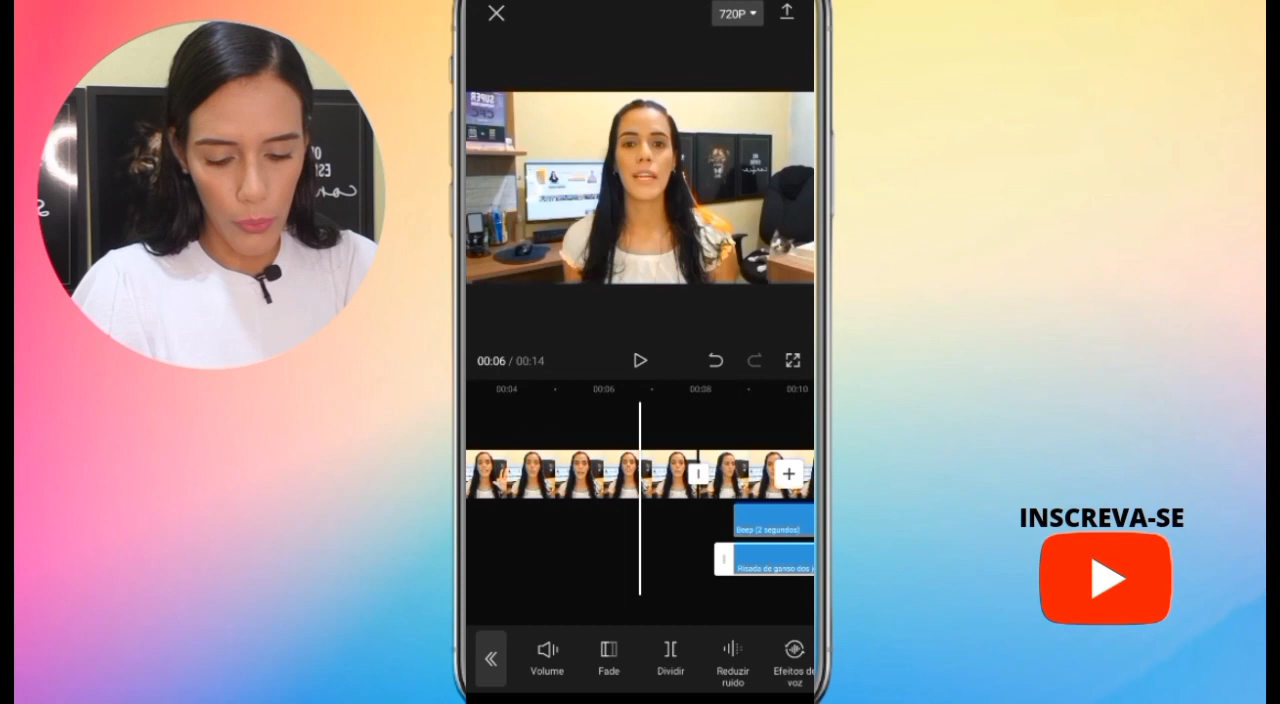 720P
SUPER
00:06 / 00:14
00:04
00:06
00:08
00:10
Beep (2 segundos)
Risada de ganso dos
Volume
Fade
Dividir
Reduzir
ruído
Efeitos de
voz
INSCREVA-SE